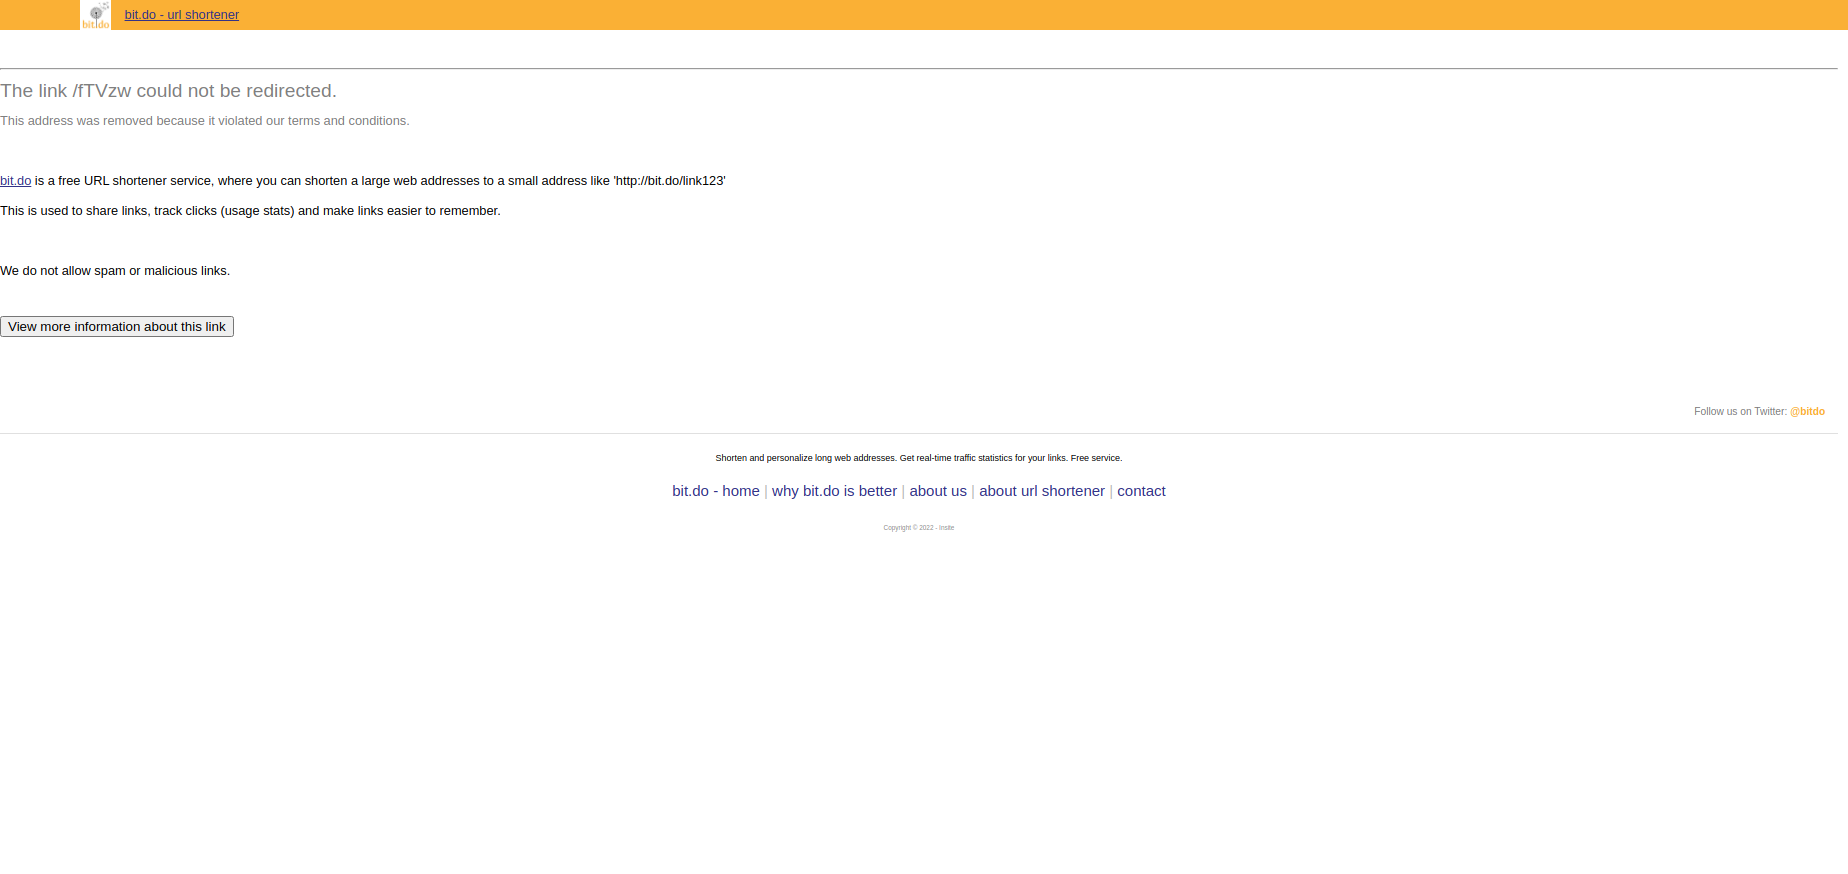 bit.do
bit.do - url shortener
The link /fTVzw could not be redirected.
This address was removed because it violated our terms and conditions.
bit.do is a free URL shortener service, where you can shorten a large web addresses to a small address like 'http://bit.do/link123'
This is used to share links, track clicks (usage stats) and make links easier to remember.
We do not allow spam or malicious links.
View more information about this link
Follow us on Twitter: @bitdo
Shorten and personalize long web addresses. Get real-time traffic statistics for your links. Free service.
bit.do - home | why bit.do is better | about us | about url shortener | contact
Copyright © 2022 - Insite